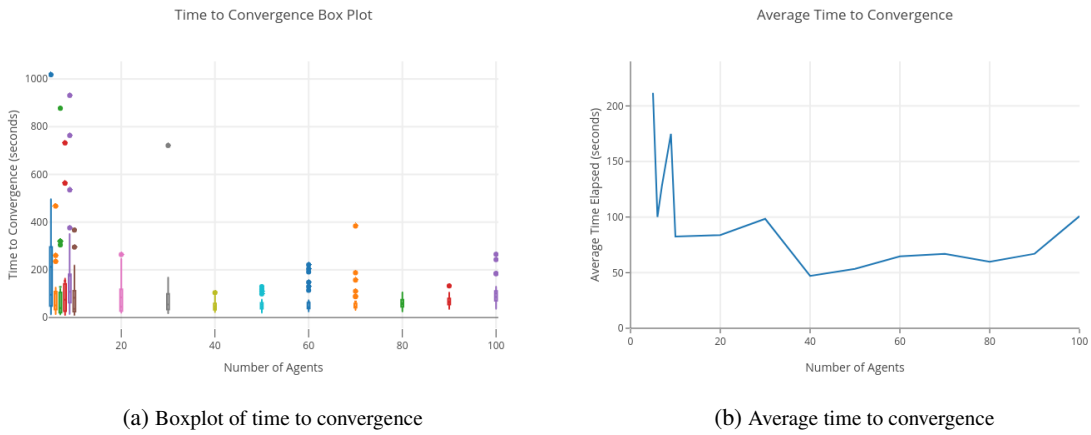 Time to Convergence Box Plot
Time to Convergence (seconds)
1000
800
600
400
200
0
20
40
60
80
100
Number of Agents
(a) Boxplot of time to convergence
Average Time to Convergence
Average Time Elapsed (seconds)
200
150
100
50
0
0
20
40
60
80
100
Number of Agents
(b) Average time to convergence